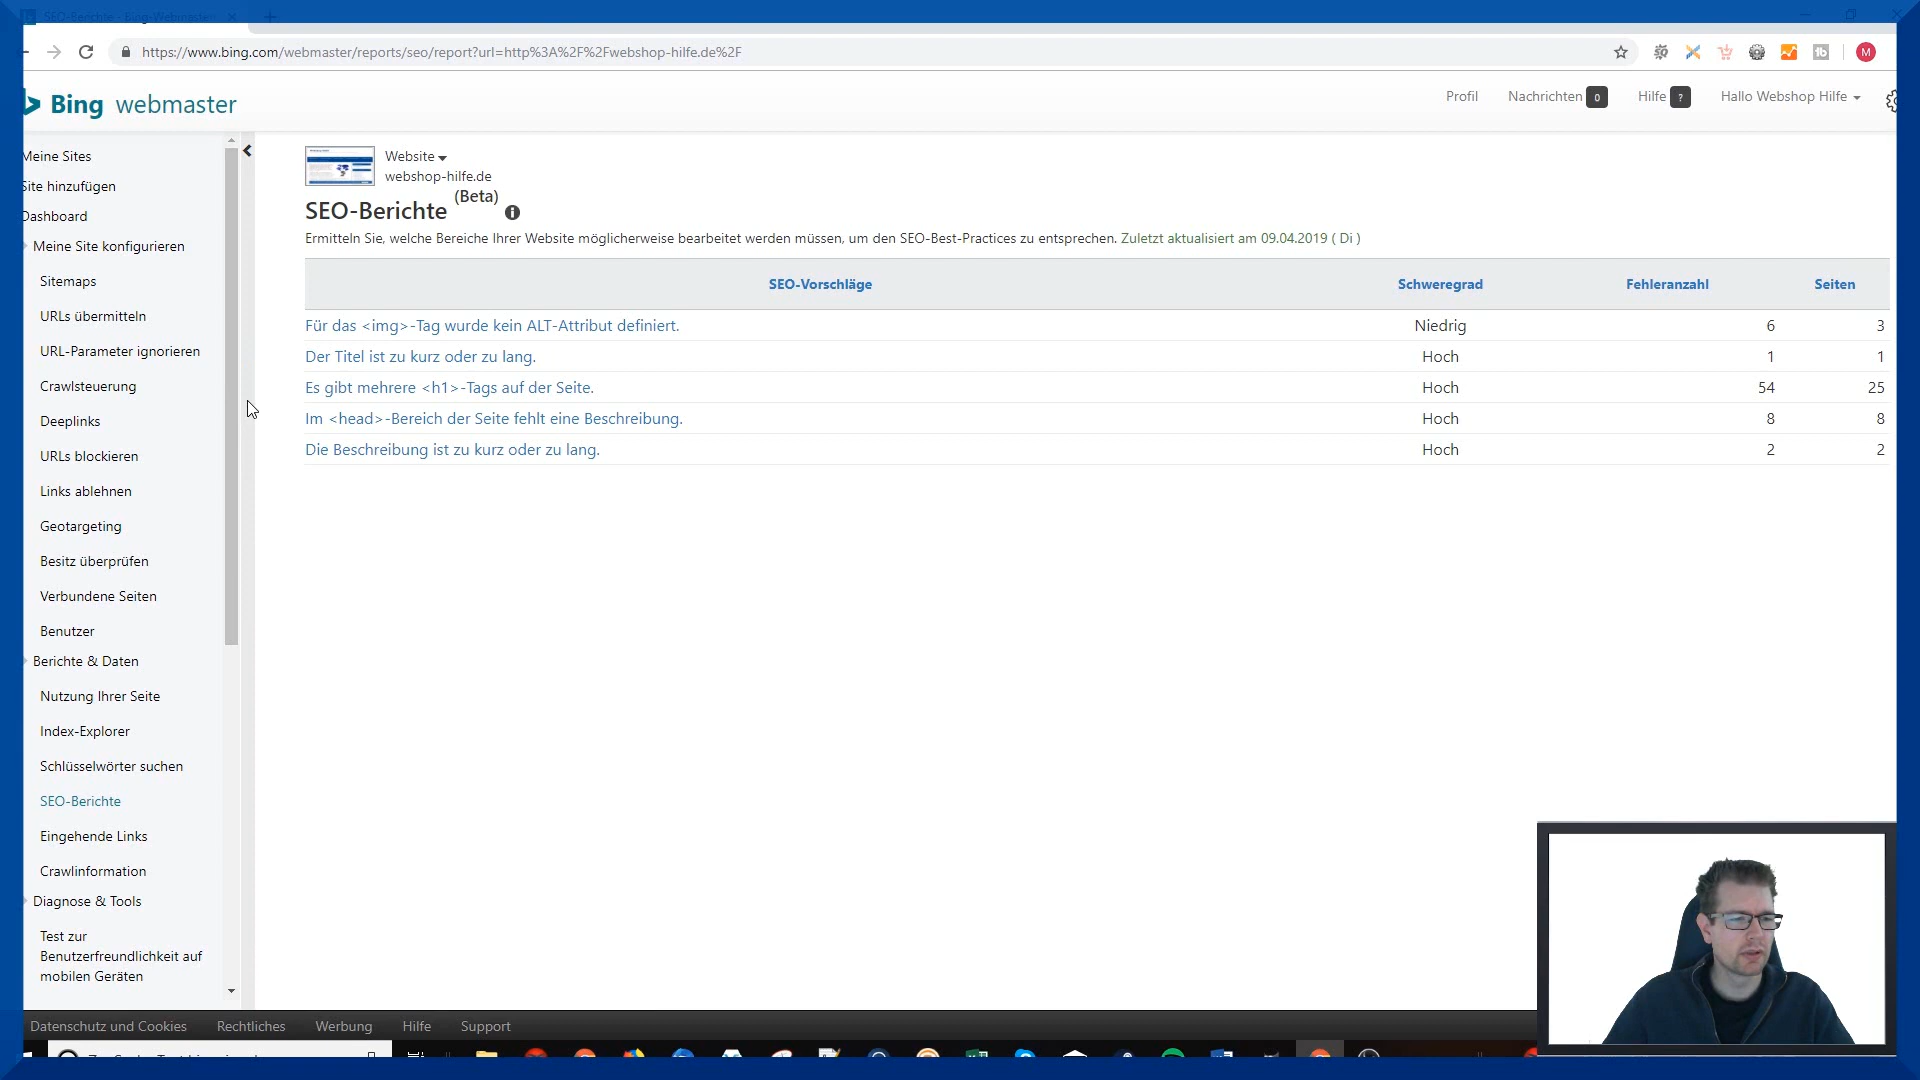 SEO-Berichte - Bing-Webmaster
https://www.bing.com/webmaster/reports/seo/report?url=http%3A%2F%2Fwebshop-hilfe.de%2F
M
Bing webmaster
Profil
Nachrichten 0
Hilfe ?
Hallo Webshop Hilfe
Meine Sites
Site hinzufügen
Dashboard
Meine Site konfigurieren
Sitemaps
URLs übermitteln
URL-Parameter ignorieren
Crawlsteuerung
Deeplinks
URLs blockieren
Links ablehnen
Geotargeting
Besitz überprüfen
Verbundene Seiten
Benutzer
Berichte & Daten
Nutzung Ihrer Seite
Index-Explorer
Schlüsselwörter suchen
SEO-Berichte
Eingehende Links
Crawlinformation
Diagnose & Tools
Test zur
Benutzerfreundlichkeit auf
mobilen Geräten
Website
webshop-hilfe.de
SEO-Berichte (Beta)
Ermitteln Sie, welche Bereiche Ihrer Website möglicherweise bearbeitet werden müssen, um den SEO-Best-Practices zu entsprechen. Zuletzt aktualisiert am 09.04.2019 ( Di )
SEO-Vorschläge Schweregrad Fehleranzahl Seiten
Für das <img>-Tag wurde kein ALT-Attribut definiert. Niedrig 6 3
Der Titel ist zu kurz oder zu lang. Hoch 1 1
Es gibt mehrere <h1>-Tags auf der Seite. Hoch 54 25
Im <head>-Bereich der Seite fehlt eine Beschreibung. Hoch 8 8
Die Beschreibung ist zu kurz oder zu lang. Hoch 2 2
Datenschutz und Cookies Rechtliches Werbung Hilfe Support